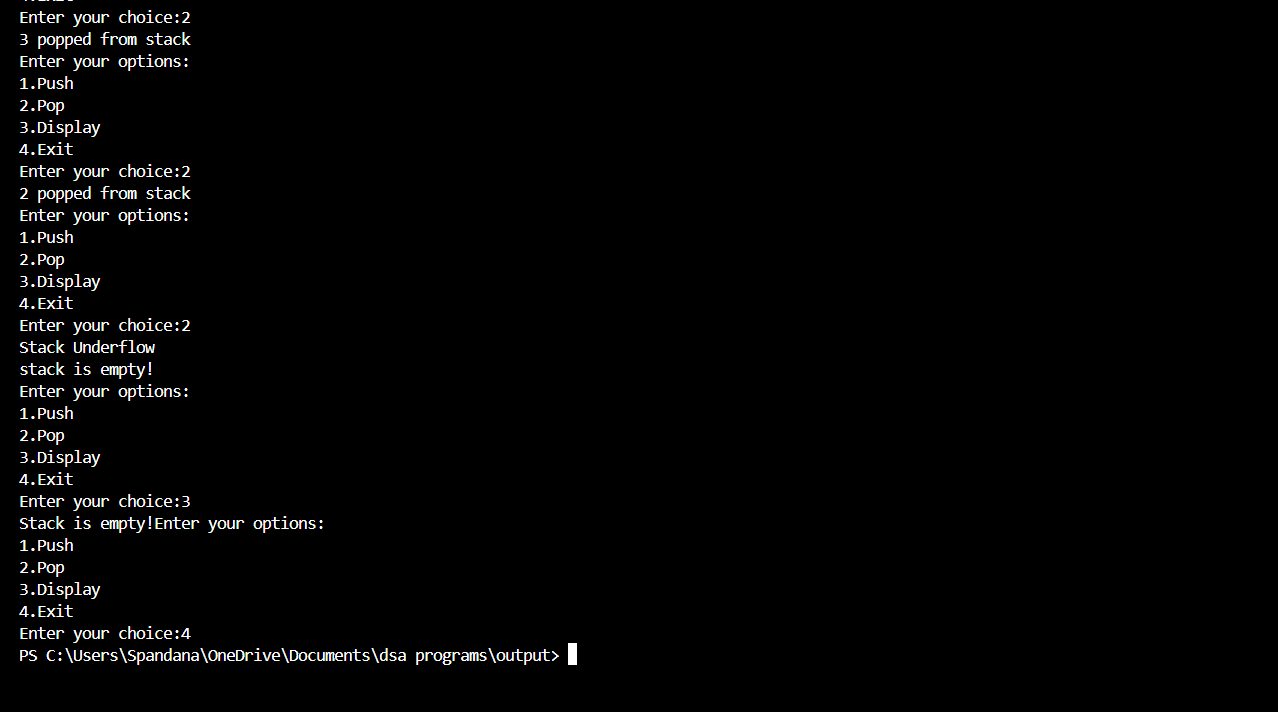 4.Exit
Enter your choice:2
3 popped from stack
Enter your options:
1.Push
2.Pop
3.Display
4.Exit
Enter your choice:2
2 popped from stack
Enter your options:
1.Push
2.Pop
3.Display
4.Exit
Enter your choice:2
Stack Underflow
stack is empty!
Enter your options:
1.Push
2.Pop
3.Display
4.Exit
Enter your choice:3
Stack is empty!Enter your options:
1.Push
2.Pop
3.Display
4.Exit
Enter your choice:4
PS C:\Users\Spandana\OneDrive\Documents\dsa programs\output>